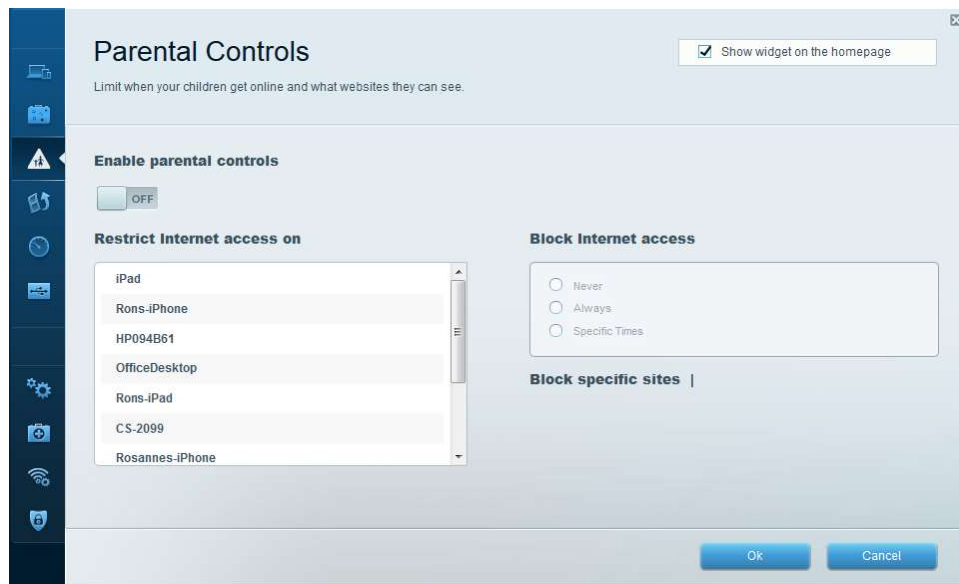 Parental Controls
Show widget on the homepage
Limit when your children get online and what websites they can see.
Enable parental controls
OFF
Restrict Internet access on
iPad
Rons-iPhone
HP094B61
OfficeDesktop
Rons-iPad
CS-2099
Rosannes-iPhone
Block Internet access
Never
Always
Specific Times
Block specific sites |
Ok
Cancel